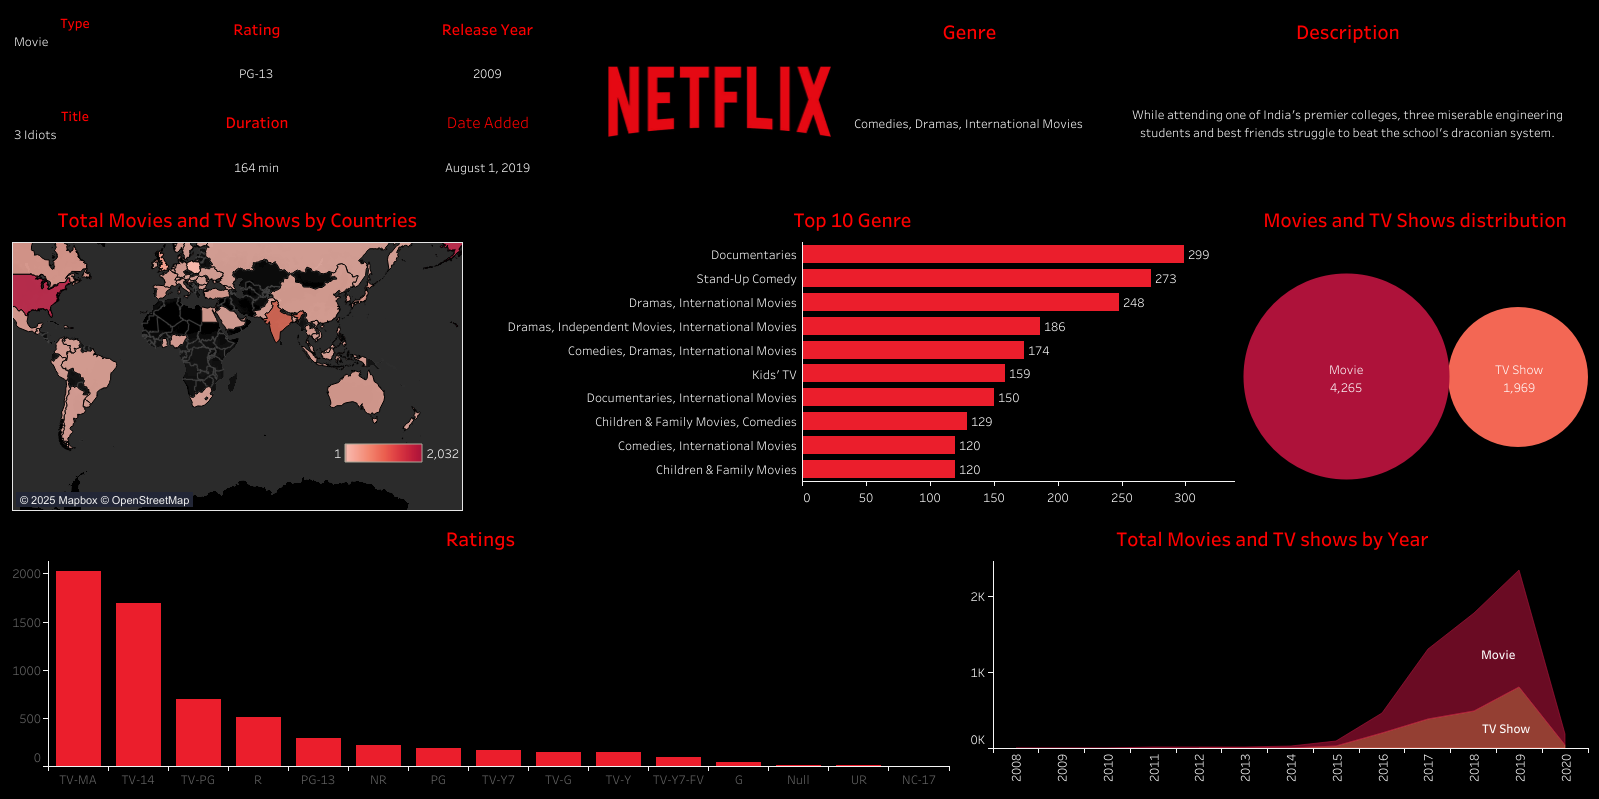 Type
Movie
Title
3 Idiots
Rating
PG-13
Duration
164 min
Release Year
2009
Date Added
August 1, 2019
NETFLIX
Genre
Comedies, Dramas, International Movies
Description
While attending one of India's premier colleges, three miserable engineering
students and best friends struggle to beat the school's draconian system.
Total Movies and TV Shows by Countries
1
2,032
© 2025 Mapbox © OpenStreetMap
Top 10 Genre
Documentaries 299
Stand-Up Comedy 273
Dramas, International Movies 248
Dramas, Independent Movies, International Movies 186
Comedies, Dramas, International Movies 174
Kids' TV 159
Documentaries, International Movies 150
Children & Family Movies, Comedies 129
Comedies, International Movies 120
Children & Family Movies 120
0 50 100 150 200 250 300
Movies and TV Shows distribution
Movie
4,265
TV Show
1,969
Ratings
2000
1500
1000
500
0
TV-MA TV-14 TV-PG R PG-13 NR PG TV-Y7 TV-G TV-Y TV-Y7-FV G Null UR NC-17
Total Movies and TV shows by Year
2K
1K
0K
Movie
TV Show
2008 2009 2010 2011 2012 2013 2014 2015 2016 2017 2018 2019 2020